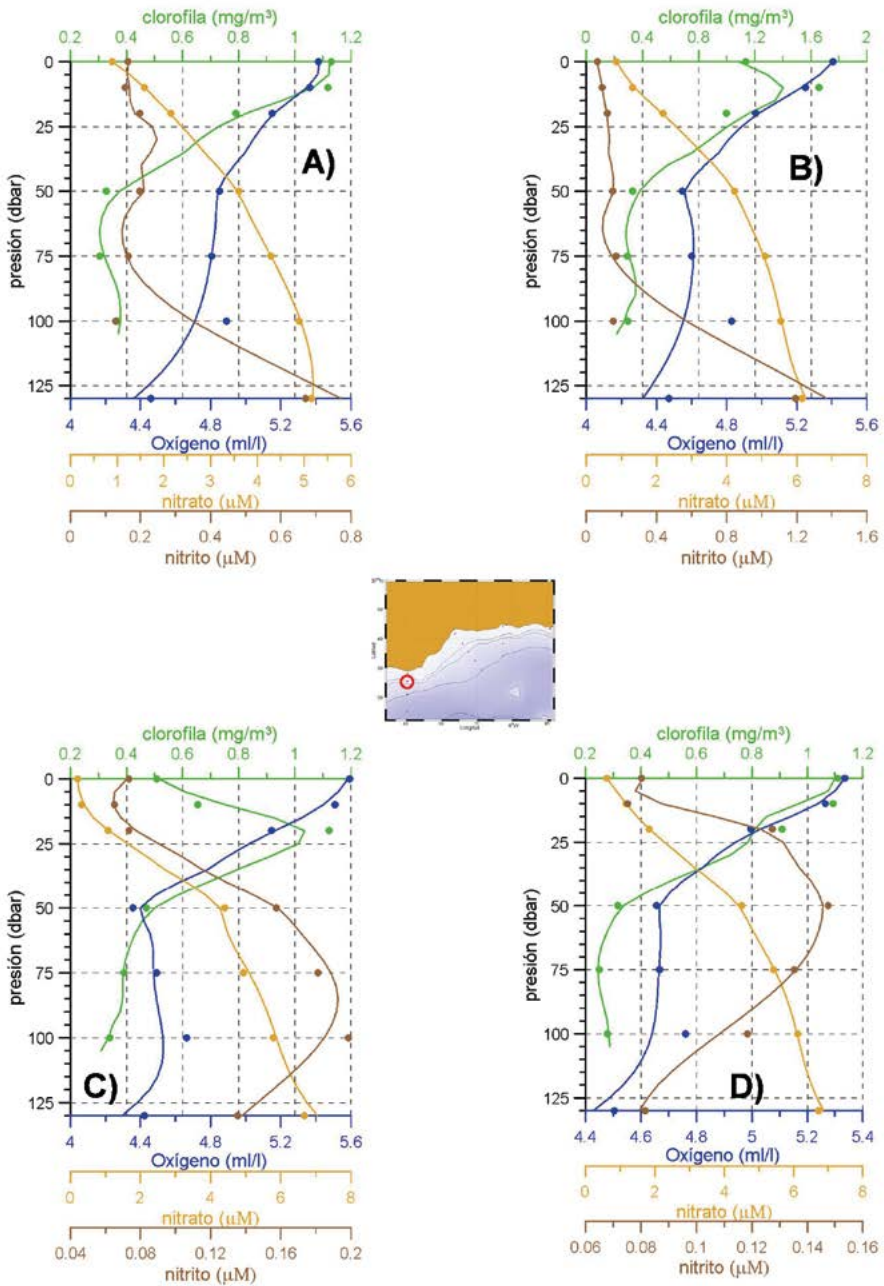 clorofila (mg/m³)
0.2 0.4 0.6 0.8 1 1.2
0
25
50
75
100
125
presión (dbar)
A)
4 4.4 4.8 5.2 5.6
Oxígeno (ml/l)
0 1 2 3 4 5 6
nitrato (µM)
0 0.2 0.4 0.6 0.8
nitrito (µM)
clorofila (mg/m³)
0 0.4 0.8 1.2 1.6 2
0
25
50
75
100
125
presión (dbar)
B)
4 4.4 4.8 5.2 5.6
Oxígeno (ml/l)
0 2 4 6 8
nitrato (µM)
0 0.4 0.8 1.2 1.6
nitrito (µM)
clorofila (mg/m³)
0.2 0.4 0.6 0.8 1 1.2
0
25
50
75
100
125
presión (dbar)
C)
4 4.4 4.8 5.2 5.6
Oxígeno (ml/l)
0 2 4 6 8
nitrato (µM)
0.04 0.08 0.12 0.16 0.2
nitrito (µM)
clorofila (mg/m³)
0.2 0.4 0.6 0.8 1 1.2
0
25
50
75
100
125
presión (dbar)
D)
4.4 4.6 4.8 5 5.2 5.4
Oxígeno (ml/l)
0 2 4 6 8
nitrato (µM)
0.06 0.08 0.1 0.12 0.14 0.16
nitrito (µM)